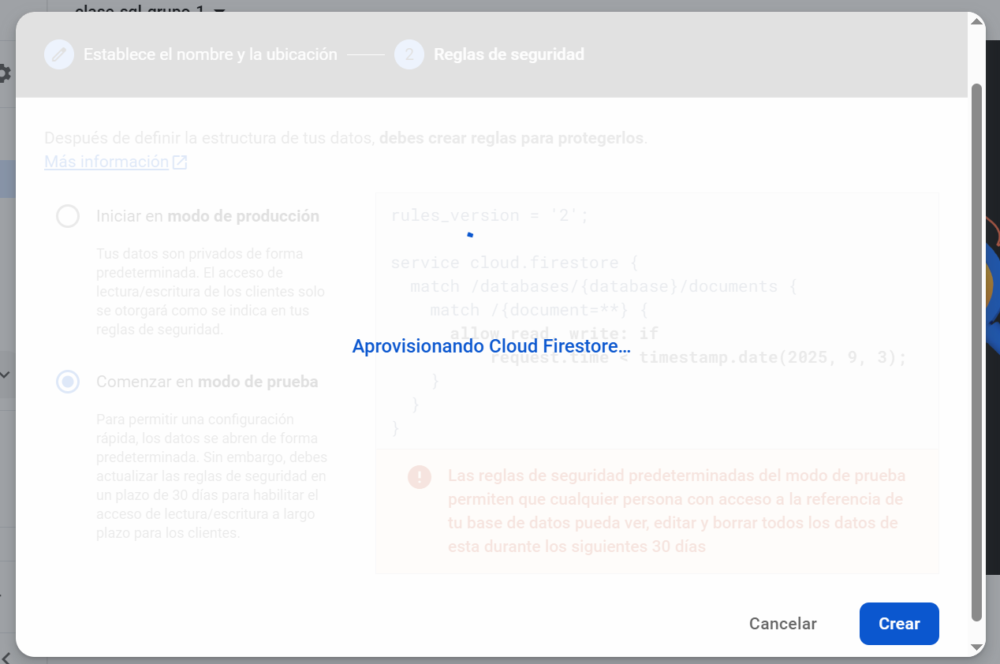 clase-sql-grupo-1
Establece el nombre y la ubicación
2 Reglas de seguridad
Después de definir la estructura de tus datos, debes crear reglas para protegerlos.
Más información
Iniciar en modo de producción
Tus datos son privados de forma
predeterminada. El acceso de
lectura/escritura de los clientes solo
se otorgará como se indica en tus
reglas de seguridad.
Comenzar en modo de prueba
Para permitir una configuración
rápida, los datos se abren de forma
predeterminada. Sin embargo, debes
actualizar las reglas de seguridad en
un plazo de 30 días para habilitar el
acceso de lectura/escritura a largo
plazo para los clientes.
rules_version = '2';
service cloud.firestore {
match /databases/{database}/documents {
match /{document=**} {
allow read, write: if
request.time < timestamp.date(2025, 9, 3);
}
}
}
Aprovisionando Cloud Firestore...
Las reglas de seguridad predeterminadas del modo de prueba
permiten que cualquier persona con acceso a la referencia de
tu base de datos pueda ver, editar y borrar todos los datos de
esta durante los siguientes 30 días
Cancelar
Crear